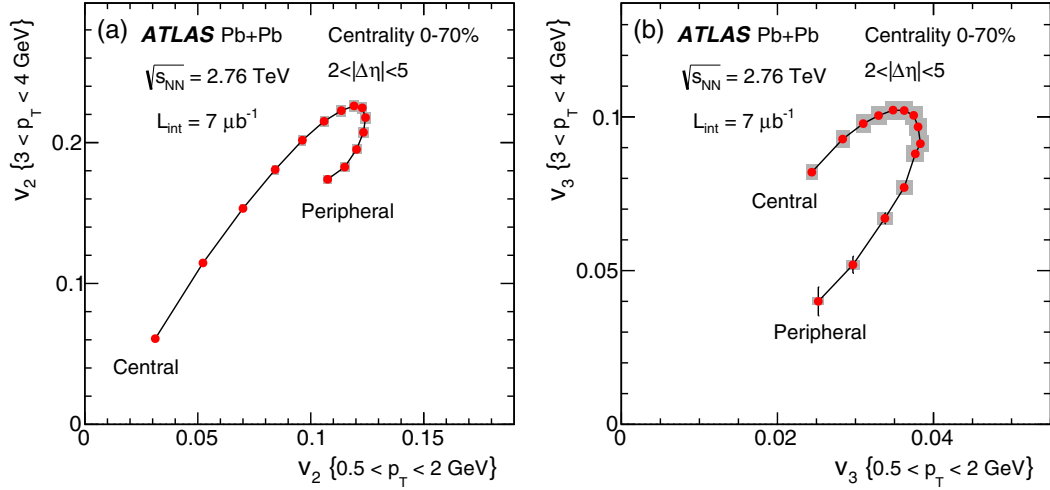 (a) ATLAS Pb+Pb Centrality 0-70%
√s_NN = 2.76 TeV 2<|Δη|<5
L_int = 7 μb⁻¹
v₂ {3 < p_T < 4 GeV}
0.2
0.1
0
Peripheral
Central
0 0.05 0.1 0.15
v₂ {0.5 < p_T < 2 GeV}
(b) ATLAS Pb+Pb Centrality 0-70%
√s_NN = 2.76 TeV 2<|Δη|<5
L_int = 7 μb⁻¹
v₃ {3 < p_T < 4 GeV}
0.1
0.05
0
Central
Peripheral
0 0.02 0.04
v₃ {0.5 < p_T < 2 GeV}